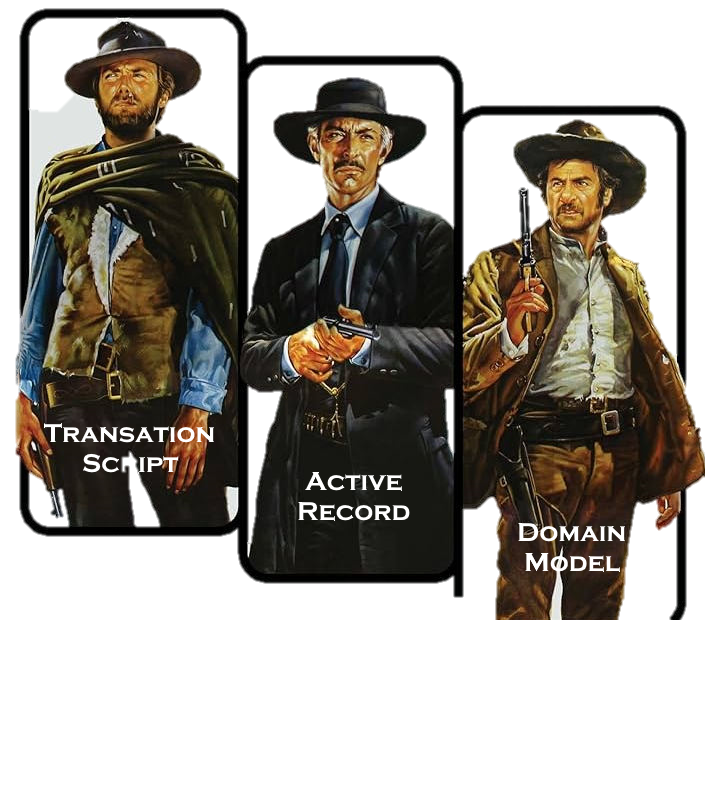 Transation
Script
Active
Record
Domain
Model